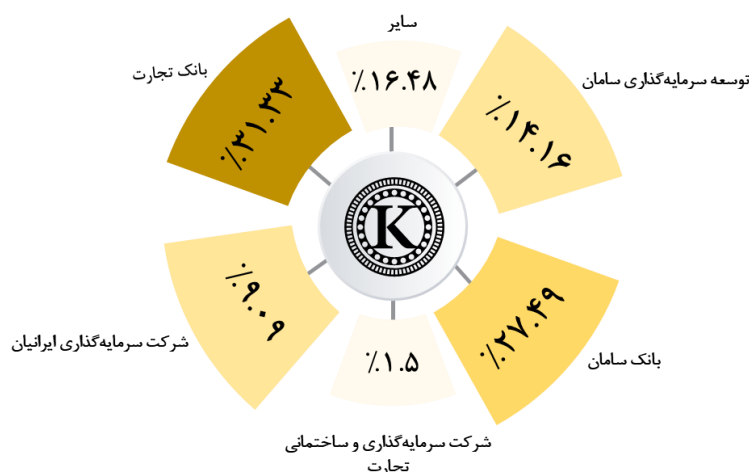 سایر
٪۱۶.۴۸
توسعه سرمایه‌گذاری سامان
٪۱۴.۱۶
بانک سامان
٪۲۷.۴۹
شرکت سرمایه‌گذاری و ساختمانی
تجارت
٪۱.۵
شرکت سرمایه‌گذاری ایرانیان
٪۹.۰۹
بانک تجارت
٪۳۱.۳۳
K